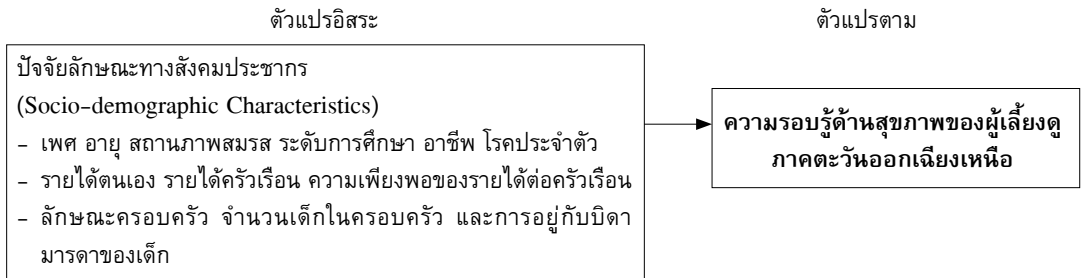 ตัวแปรอิสระ
ตัวแปรตาม
ปัจจัยลักษณะทางสังคมประชากร
(Socio-demographic Characteristics)
- เพศ อายุ สถานภาพสมรส ระดับการศึกษา อาชีพ โรคประจำตัว
- รายได้ตนเอง รายได้ครัวเรือน ความเพียงพอของรายได้ต่อครัวเรือน
- ลักษณะครอบครัว จำนวนเด็กในครอบครัว และการอยู่กับบิดา
มารดาของเด็ก
ความรอบรู้ด้านสุขภาพของผู้เลี้ยงดู
ภาคตะวันออกเฉียงเหนือ